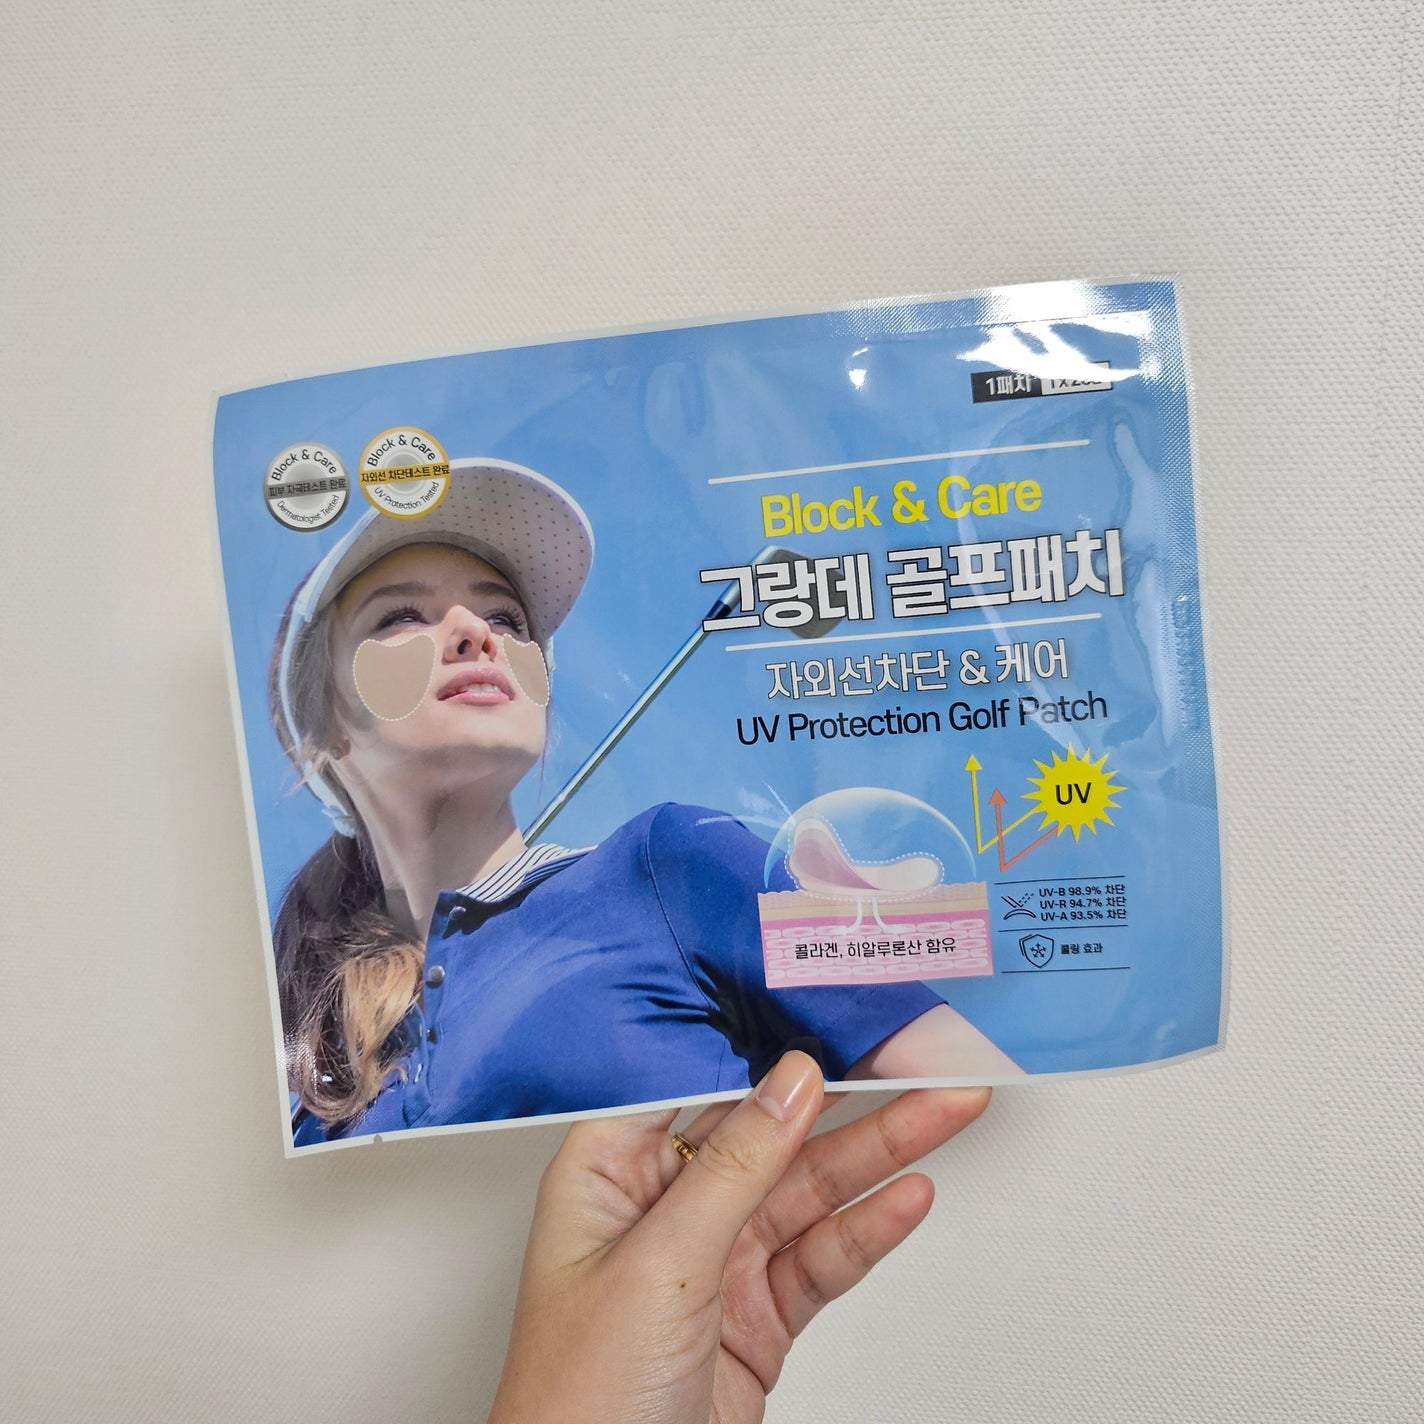 Block & Care
피부 자극테스트 완료
Dermatologist Tested
Block & Care
자외선 차단테스트 완료
UV Protection Tested
1패치
Block & Care
그랑데 골프패치
자외선차단 & 케어
UV Protection Golf Patch
UV
UV-B 98.9% 차단
UV-R 94.7% 차단
UV-A 93.5% 차단
콜라겐, 히알루론산 함유
쿨링 효과